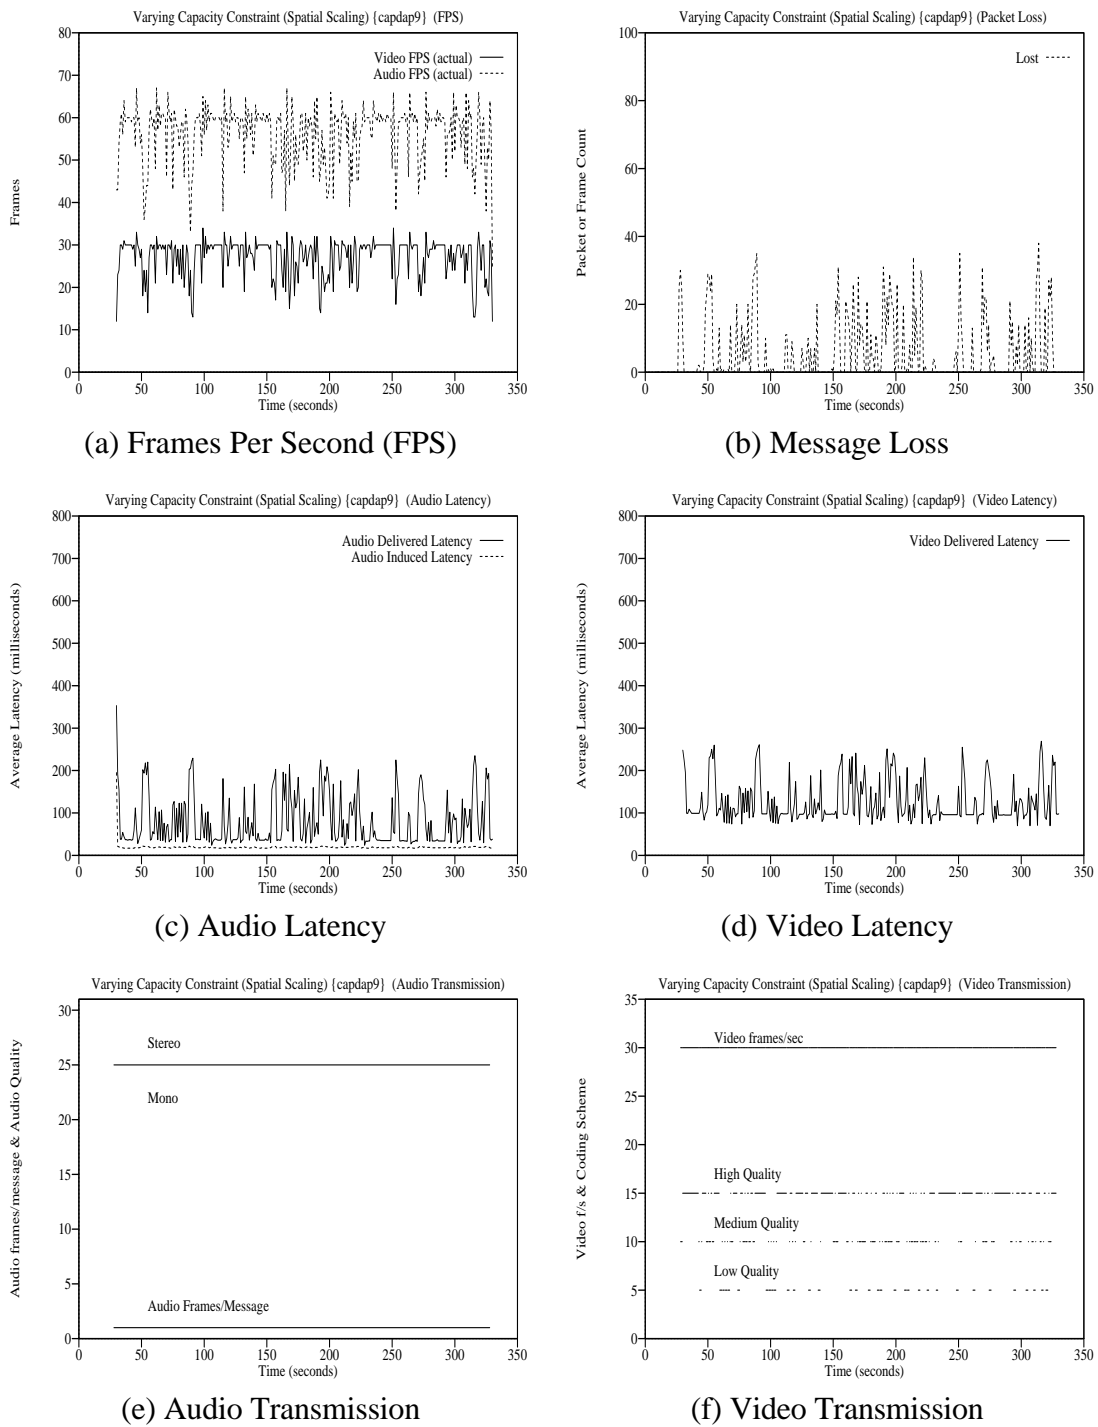 Varying Capacity Constraint (Spatial Scaling) {capdap9} (FPS)
80
70
60
50
40
30
20
10
0
Frames
Video FPS (actual)
Audio FPS (actual)
0 50 100 150 200 250 300 350
Time (seconds)
(a) Frames Per Second (FPS)
Varying Capacity Constraint (Spatial Scaling) {capdap9} (Packet Loss)
100
80
60
40
20
0
Packet or Frame Count
Lost
0 50 100 150 200 250 300 350
Time (seconds)
(b) Message Loss
Varying Capacity Constraint (Spatial Scaling) {capdap9} (Audio Latency)
800
700
600
500
400
300
200
100
0
Average Latency (milliseconds)
Audio Delivered Latency
Audio Induced Latency
0 50 100 150 200 250 300 350
Time (seconds)
(c) Audio Latency
Varying Capacity Constraint (Spatial Scaling) {capdap9} (Video Latency)
800
700
600
500
400
300
200
100
0
Average Latency (milliseconds)
Video Delivered Latency
0 50 100 150 200 250 300 350
Time (seconds)
(d) Video Latency
Varying Capacity Constraint (Spatial Scaling) {capdap9} (Audio Transmission)
30
25
20
15
10
5
0
Audio frames/message & Audio Quality
Stereo
Mono
Audio Frames/Message
0 50 100 150 200 250 300 350
Time (seconds)
(e) Audio Transmission
Varying Capacity Constraint (Spatial Scaling) {capdap9} (Video Transmission)
35
30
25
20
15
10
5
0
Video f/s & Coding Scheme
Video frames/sec
High Quality
Medium Quality
Low Quality
0 50 100 150 200 250 300 350
Time (seconds)
(f) Video Transmission